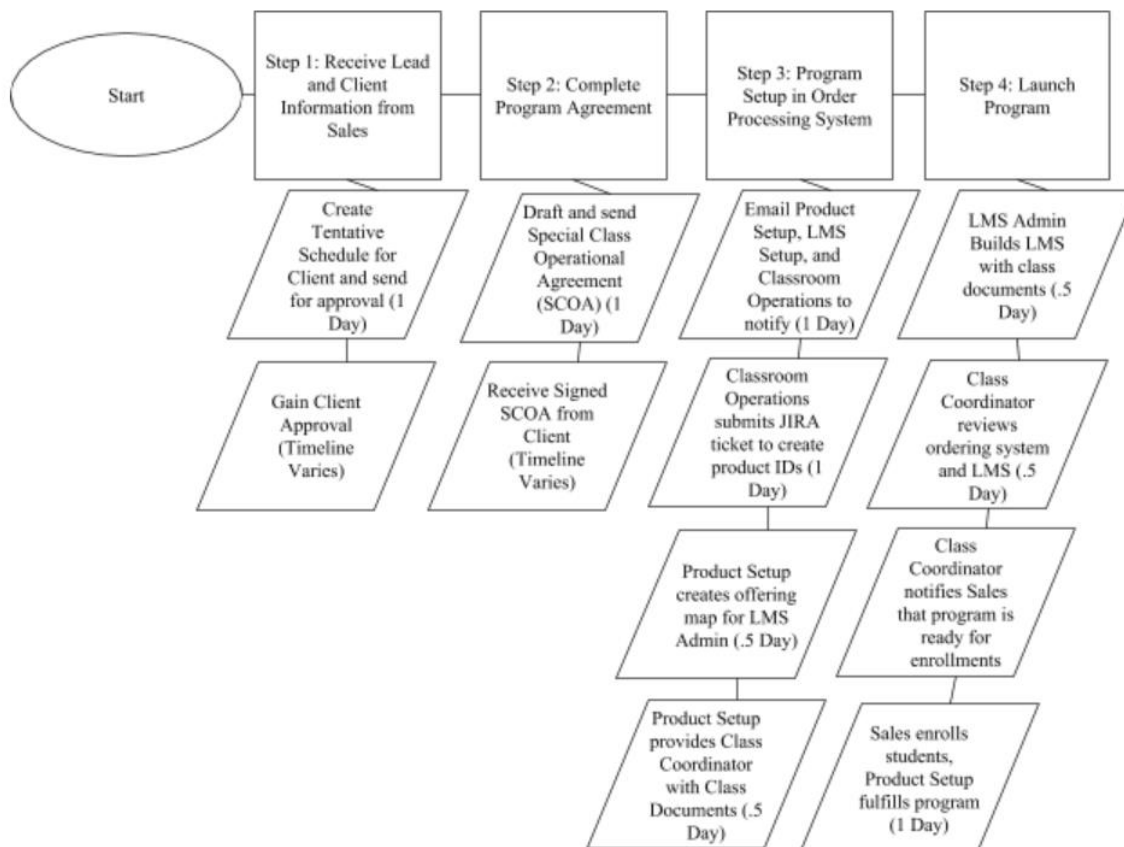 Start
Step 1: Receive Lead
and Client
Information from
Sales
Step 2: Complete
Program Agreement
Step 3: Program
Setup in Order
Processing System
Step 4: Launch
Program
Create
Tentative
Schedule for
Client and send
for approval (1
Day)
Gain Client
Approval
(Timeline
Varies)
Draft and send
Special Class
Operational
Agreement
(SCOA) (1
Day)
Receive Signed
SCOA from
Client
(Timeline
Varies)
Email Product
Setup, LMS
Setup, and
Classroom
Operations to
notify (1 Day)
Classroom
Operations
submits JIRA
ticket to create
product IDs (1
Day)
Product Setup
creates offering
map for LMS
Admin (.5 Day)
Product Setup
provides Class
Coordinator
with Class
Documents (.5
Day)
LMS Admin
Builds LMS
with class
documents (.5
Day)
Class
Coordinator
reviews
ordering system
and LMS (.5
Day)
Class
Coordinator
notifies Sales
that program is
ready for
enrollments
Sales enrolls
students,
Product Setup
fulfills program
(1 Day)